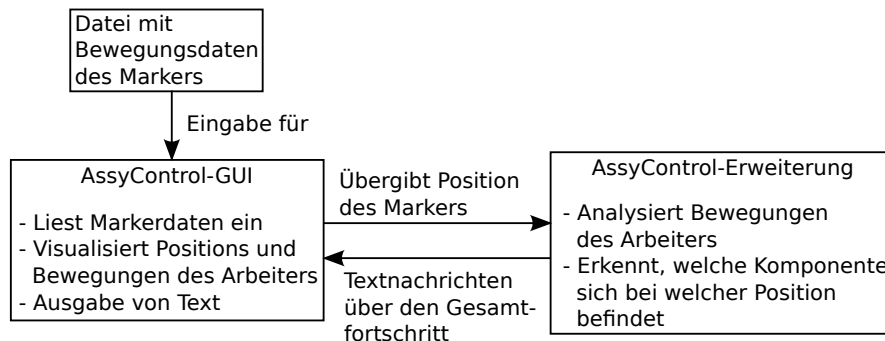 Datei mit
Bewegungsdaten
des Markers
Eingabe für
AssyControl-GUI
- Liest Markerdaten ein
- Visualisiert Positions und
Bewegungen des Arbeiters
- Ausgabe von Text
Übergibt Position
des Markers
Textnachrichten
über den Gesamt-
fortschritt
AssyControl-Erweiterung
- Analysiert Bewegungen
des Arbeiters
- Erkennt, welche Komponente
sich bei welcher Position
befindet